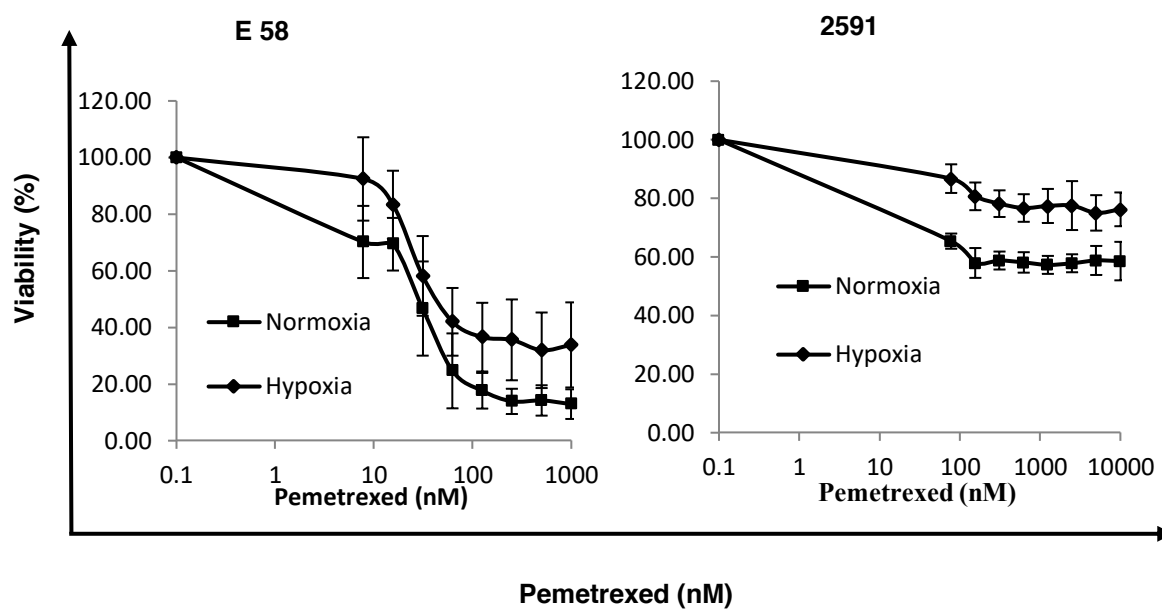 E 58
2591
Viability (%)
120.00
100.00
80.00
60.00
40.00
20.00
0.00
0.1
1
10
100
1000
Pemetrexed (nM)
Normoxia
Hypoxia
120.00
100.00
80.00
60.00
40.00
20.00
0.00
0.1
1
10
100
1000
10000
Pemetrexed (nM)
Normoxia
Hypoxia
Pemetrexed (nM)